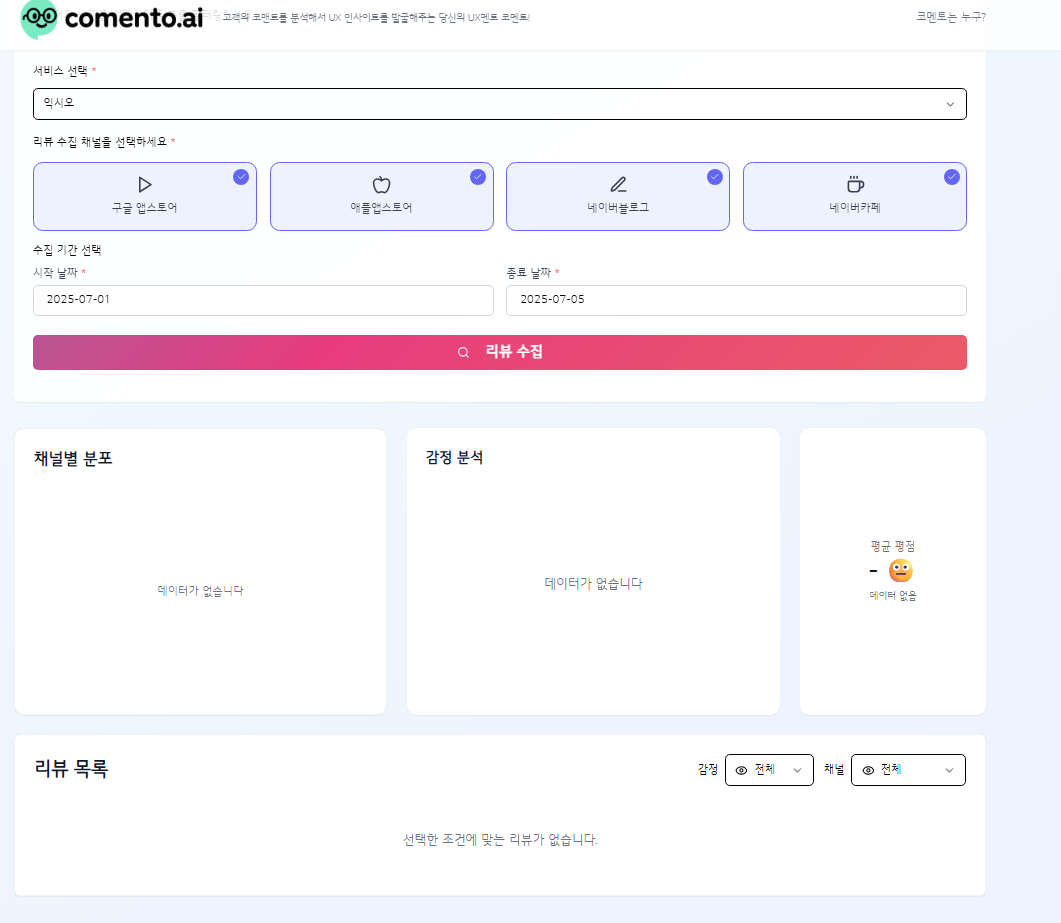 comento.ai
고객의 코맨트를 분석해서 UX 인사이트를 발굴해주는 당신의 UX멘토 코멘토!
코멘토는 누구?
서비스 선택 *
익시오
리뷰 수집 채널을 선택하세요 *
구글 앱스토어
애플앱스토어
네이버블로그
네이버카페
수집 기간 선택
시작 날짜 *
종료 날짜 *
2025-07-01
2025-07-05
리뷰 수집
채널별 분포
데이터가 없습니다
감정 분석
데이터가 없습니다
평균 평점
-
데이터 없음
리뷰 목록
감정 전체
채널 전체
선택한 조건에 맞는 리뷰가 없습니다.